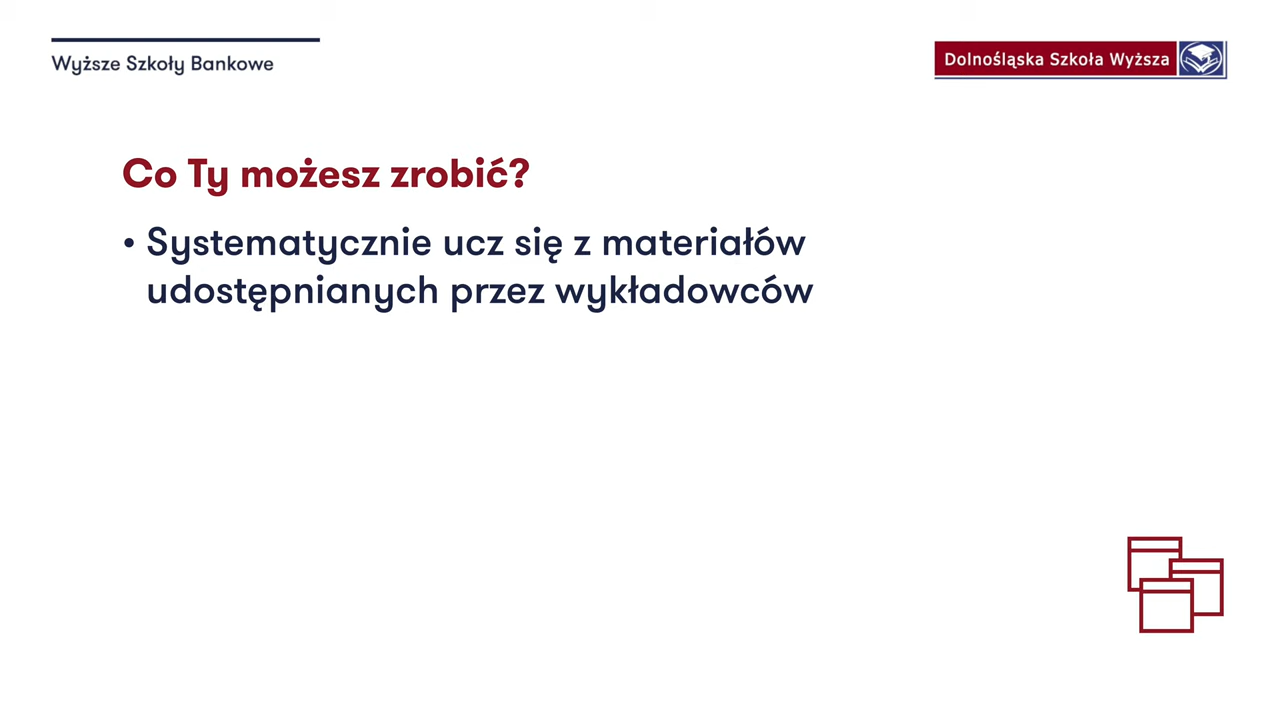 Wyższe Szkoły Bankowe
Dolnośląska Szkoła Wyższa
Co Ty możesz zrobić?
• Systematycznie ucz się z materiałów
udostępnianych przez wykładowców